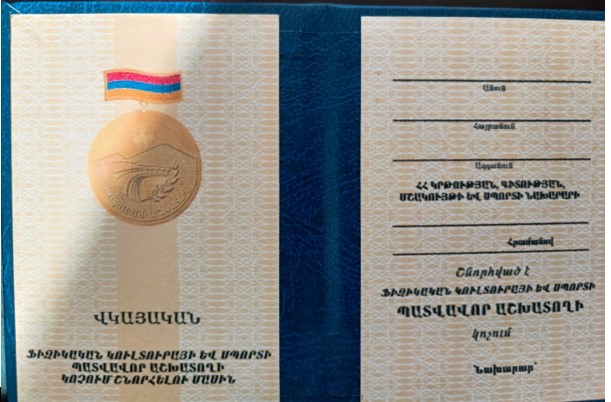 ՎԿԱՅԱԿԱՆ
ՖԻԶԻԿԱԿԱՆ ԿՈՒԼՏՈՒՐԱՅԻ ԵՎ ՍՊՈՐՏԻ
ՊԱՏՎԱՎՈՐ ԱՇԽԱՏՈՂԻ
ԿՈՉՈՒՄ ՇՆՈՐՀԵԼՈՒ ՄԱՍԻՆ
Անուն
Հայրանուն
Ազգանուն
ՀՀ ԿՐԹՈՒԹՅԱՆ, ԳԻՏՈՒԹՅԱՆ,
ՄՇԱԿՈՒՅԹԻ ԵՎ ՍՊՈՐՏԻ ՆԱԽԱՐԱՐԻ
Հրամանով
Շնորհված է
ՖԻԶԻԿԱԿԱՆ ԿՈՒԼՏՈՒՐԱՅԻ ԵՎ ՍՊՈՐՏԻ
ՊԱՏՎԱՎՈՐ ԱՇԽԱՏՈՂԻ
կոչում
Նախարար՝